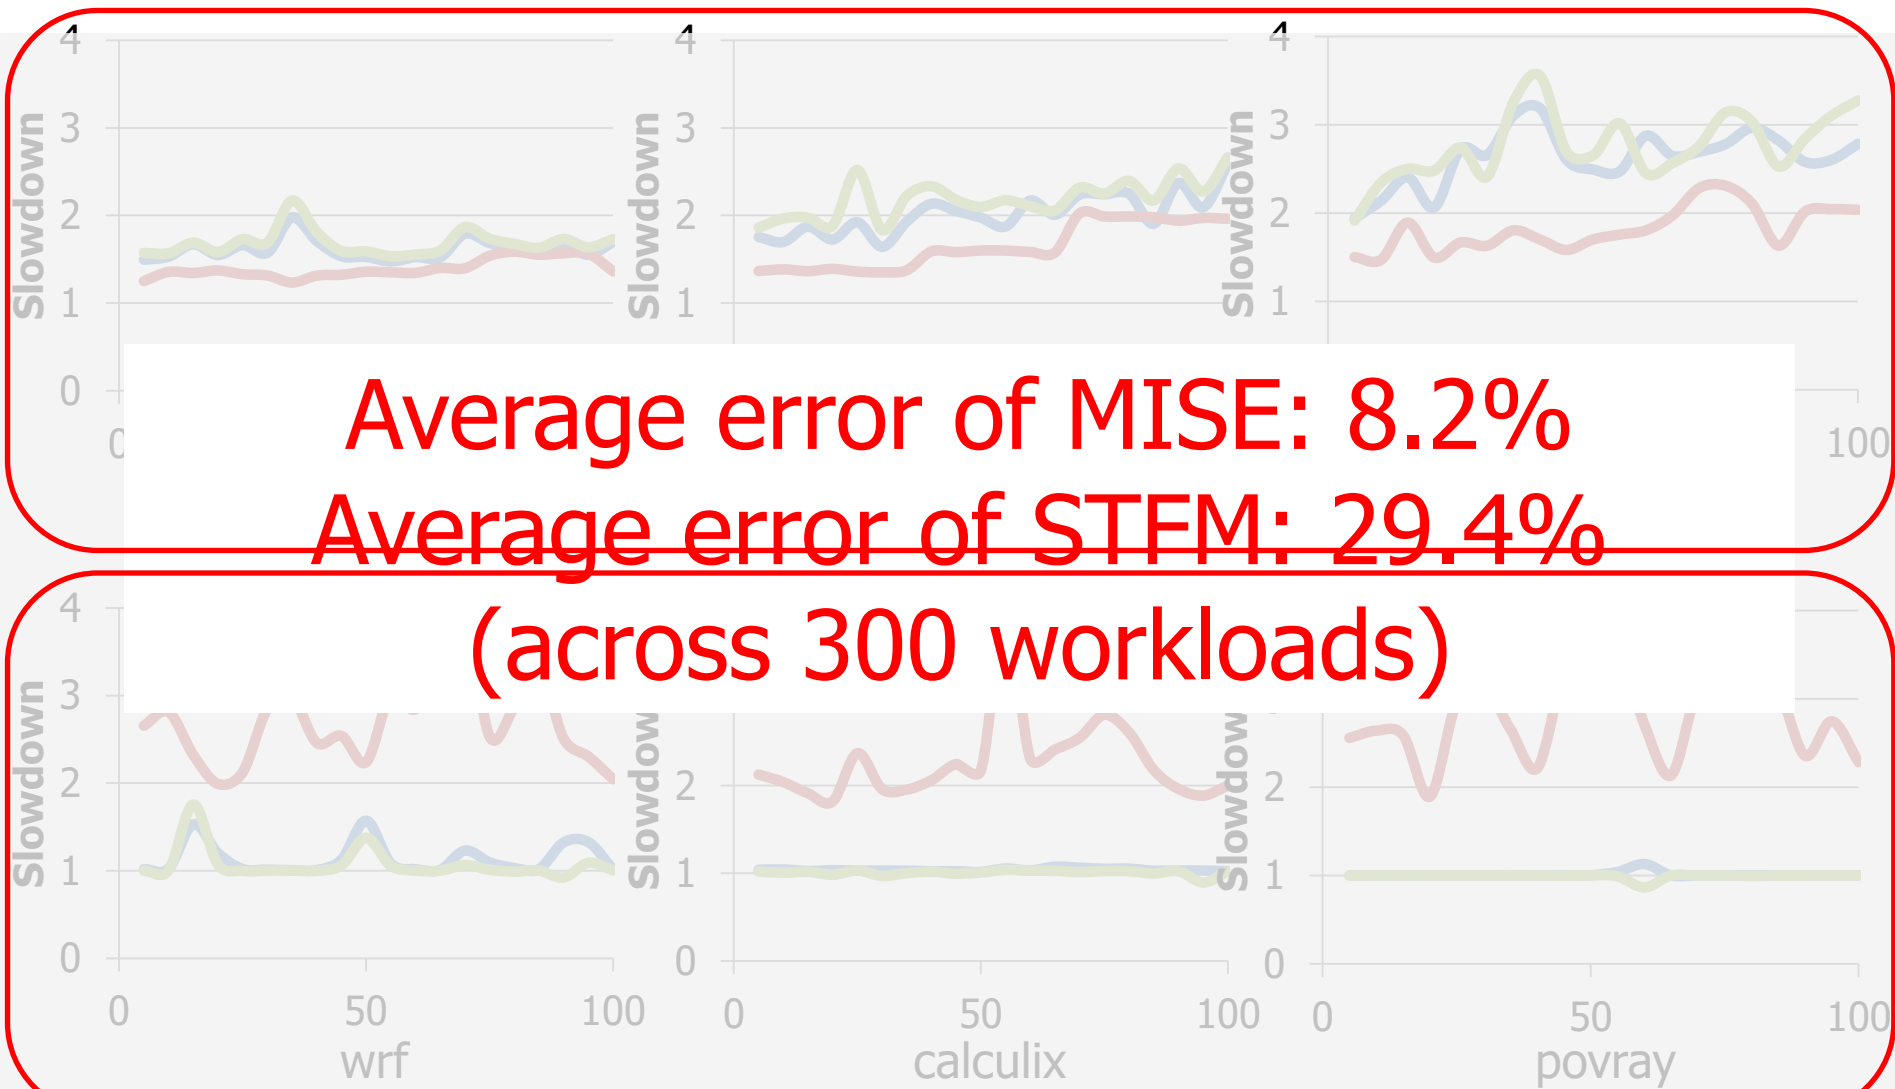 4 4 4
Slowdown Slowdown Slowdown
3 3 3
2 2 2
1 1 1
0
0 100
Average error of MISE: 8.2%
Average error of STFM: 29.4%
(across 300 workloads)
4
Slowdown Slowdown Slowdown
3
2 2 2
1 1 1
0 0 0
0 50 100 0 50 100 0 50 100
wrf calculix povray